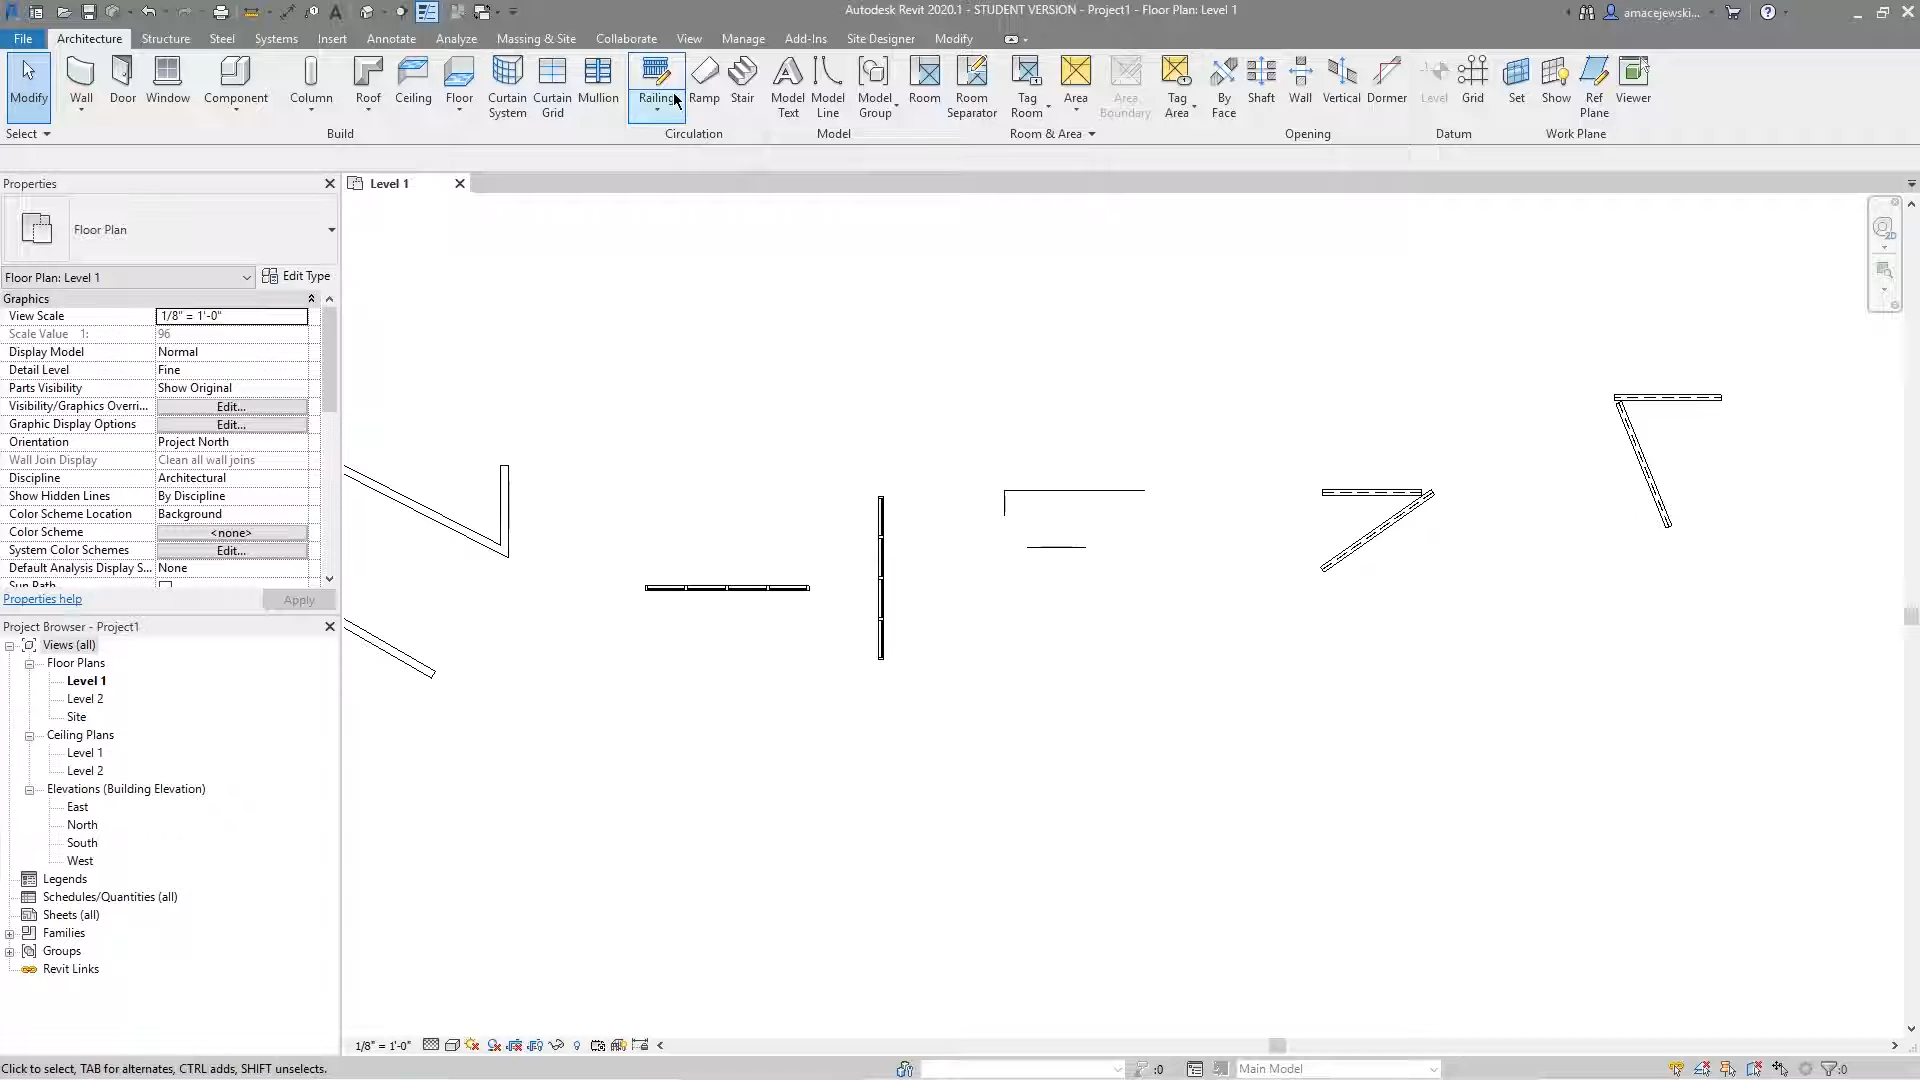 Autodesk Revit 2020.1 - STUDENT VERSION - Project1 - Floor Plan: Level 1
amacejewski...
File Architecture Structure Steel Systems Insert Annotate Analyze Massing & Site Collaborate View Manage Add-Ins Site Designer Modify
Modify Wall Door Window Component Column Roof Ceiling Floor Curtain System Curtain Grid Mullion Railing Ramp Stair Model Text Model Line Model Group Room Room Separator Tag Room Area Area Boundary Tag Area By Face Shaft Wall Vertical Dormer Level Grid Set Show Ref Plane Viewer
Select Build Circulation Model Room & Area Opening Datum Work Plane
Properties
Level 1
Floor Plan
Floor Plan: Level 1 Edit Type
Graphics
View Scale 1/8" = 1'-0"
Scale Value 1: 96
Display Model Normal
Detail Level Fine
Parts Visibility Show Original
Visibility/Graphics Overri... Edit...
Graphic Display Options Edit...
Orientation Project North
Wall Join Display Clean all wall joins
Discipline Architectural
Show Hidden Lines By Discipline
Color Scheme Location Background
Color Scheme <none>
System Color Schemes Edit...
Default Analysis Display S... None
Sun Path
Properties help Apply
Project Browser - Project1
Views (all)
Floor Plans
Level 1
Level 2
Site
Ceiling Plans
Level 1
Level 2
Elevations (Building Elevation)
East
North
South
West
Legends
Schedules/Quantities (all)
Sheets (all)
Families
Groups
Revit Links
2D
1/8" = 1'-0"
Click to select, TAB for alternates, CTRL adds, SHIFT unselects.
:0
Main Model
:0